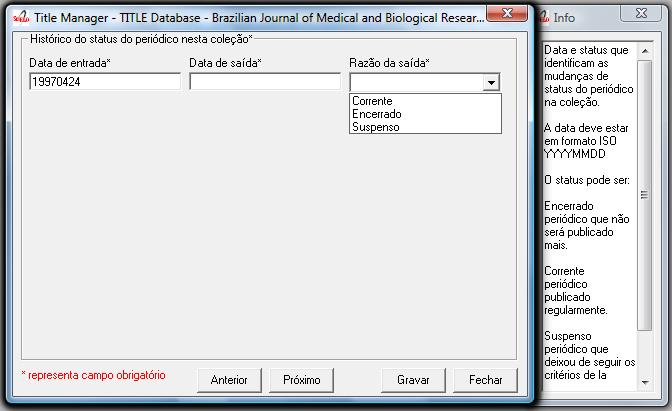 Title Manager - TITLE Database - Brazilian Journal of Medical and Biological Resear...
Histórico do status do periódico nesta coleção*
Data de entrada*
Data de saída*
Razão da saída*
19970424
Corrente
Encerrado
Suspenso
* representa campo obrigatório
Anterior
Próximo
Gravar
Fechar
Info
Data e status que
identificam as
mudanças de
status do periódico
na coleção.
A data deve estar
em formato ISO
YYYYMMDD
O status pode ser:
Encerrado
periódico que não
será publicado
mais.
Corrente
periódico
publicado
regularmente.
Suspenso
periódico que
deixou de seguir os
critérios de la